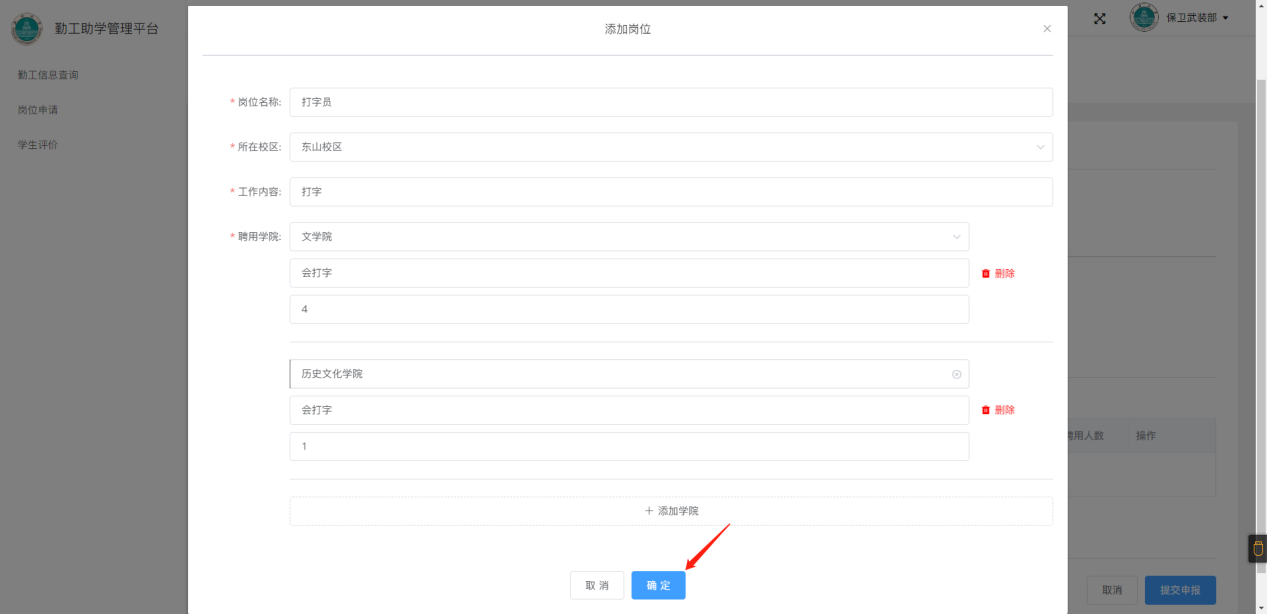 勤工助学管理平台
勤工信息查询
岗位申请
学生评价
添加岗位
保卫武装部
* 岗位名称: 打字员
* 所在校区: 东山校区
* 工作内容: 打字
* 聘用学院: 文学院
会打字
删除
4
历史文化学院
会打字
删除
1
聘用人数 操作
+ 添加学院
取 消
确 定
取消
提交申报